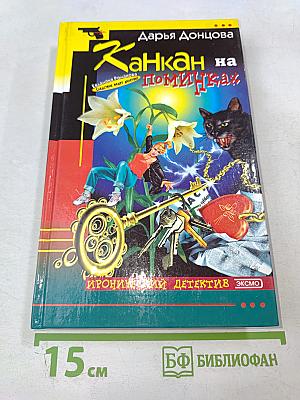 Дарья Донцова
Канкан на
поминках
ИРОНИЧЕСКИЙ ДЕТЕКТИВ
ЭКСМО
15 см
БФ БИБЛИОФАН